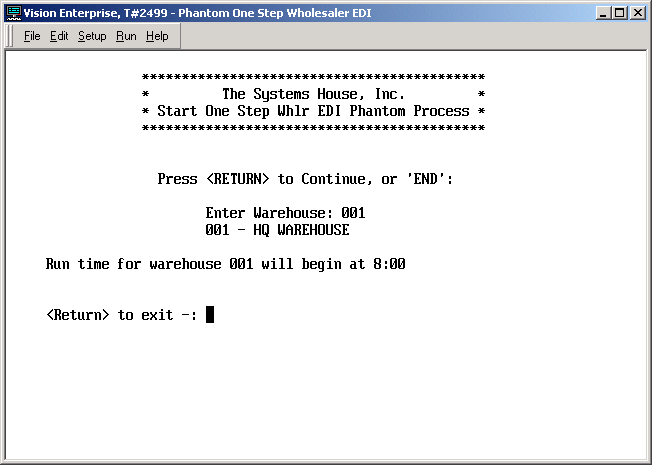 Vision Enterprise, T#2499 - Phantom One Step Wholesaler EDI
File Edit Setup Run Help
*******************************************
* The Systems House, Inc. *
* Start One Step Whlr EDI Phantom Process *
*******************************************
Press <RETURN> to Continue, or 'END':
Enter Warehouse: 001
001 - HQ WAREHOUSE
Run time for warehouse 001 will begin at 8:00
<Return> to exit -: